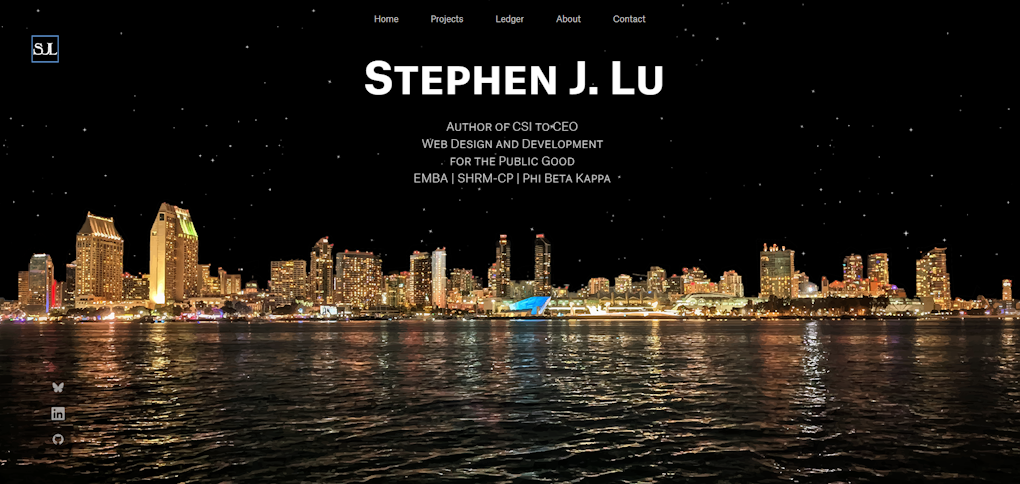 Home Projects Ledger About Contact
SJL
Stephen J. Lu
Author of CSI to CEO
Web Design and Development
for the Public Good
EMBA | SHRM-CP | Phi Beta Kappa
in